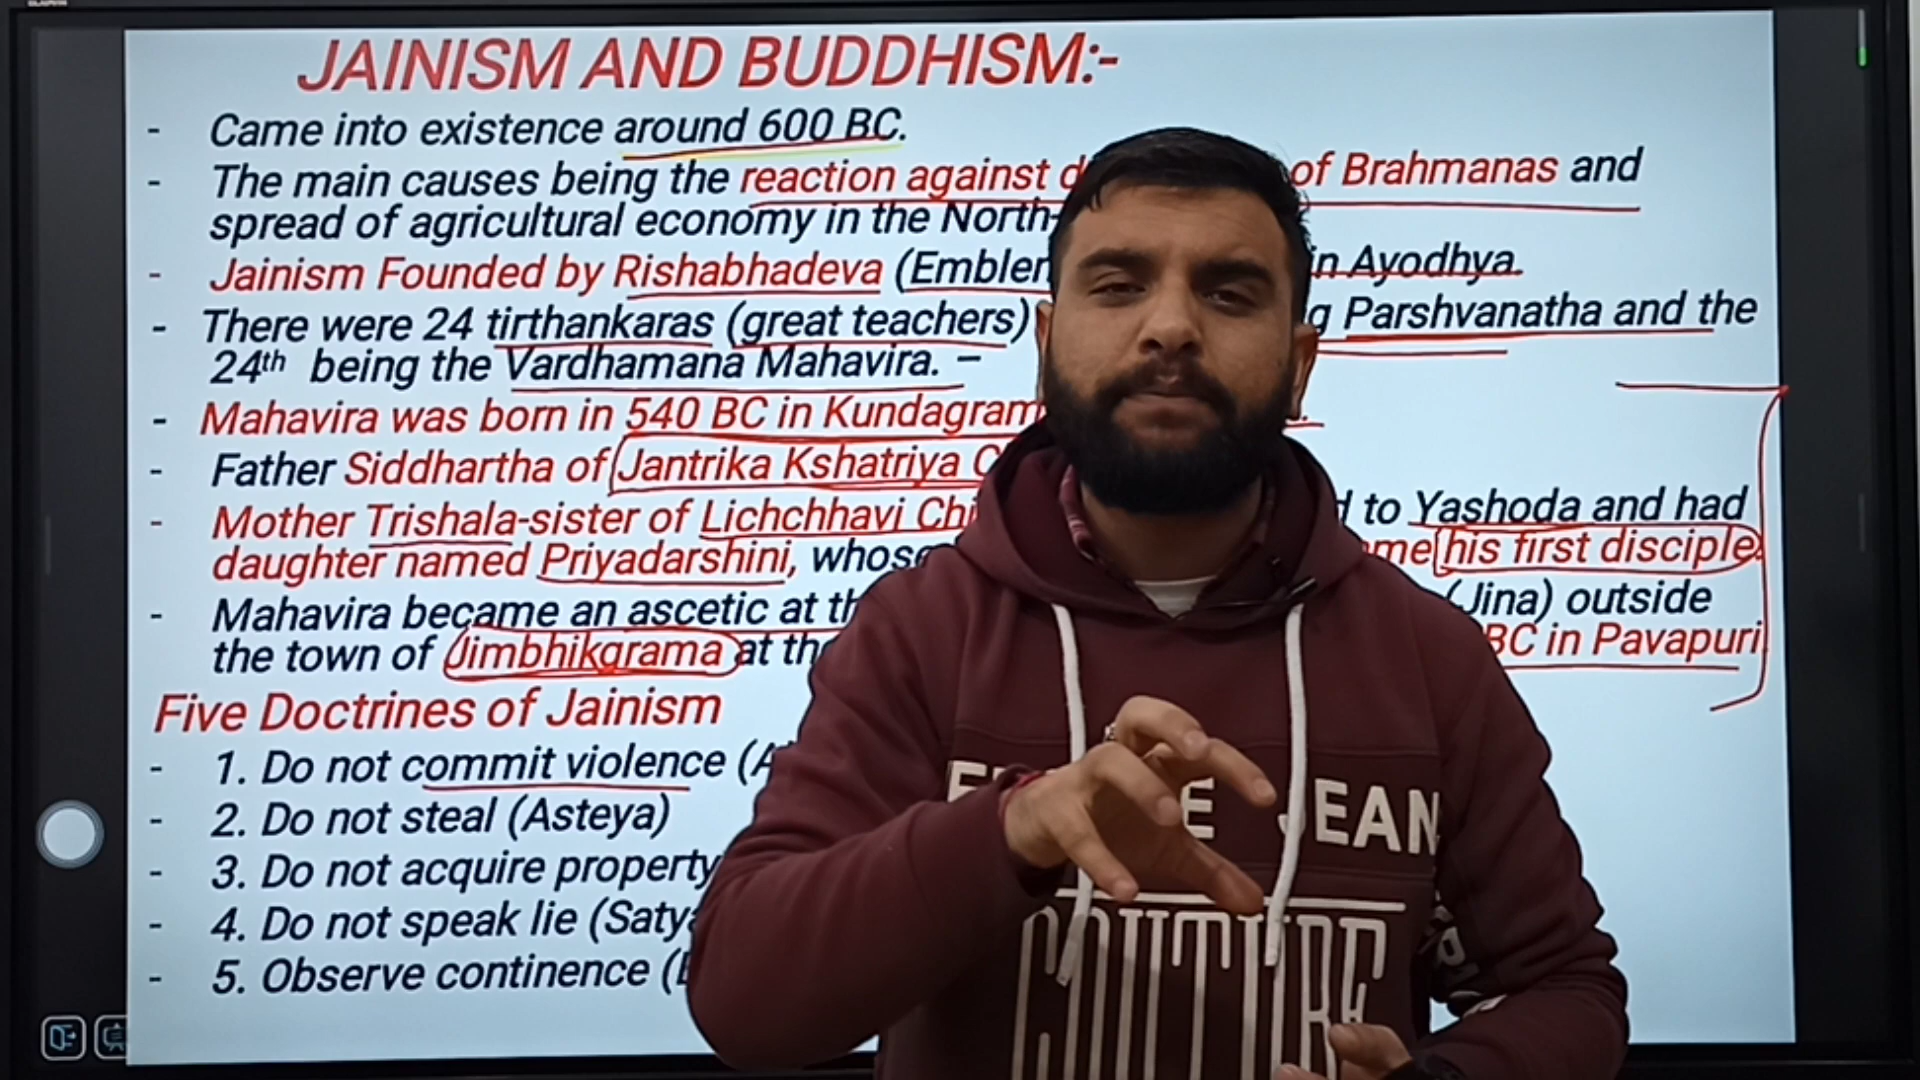 JAINISM AND BUDDHISM:-
- Came into existence around 600 BC.
- The main causes being the reaction against of Brahmanas and
spread of agricultural economy in the North-
- Jainism Founded by Rishabhadeva (Emblem in Ayodhya.
- There were 24 tirthankaras (great teachers) Parshvanatha and the
24th being the Vardhamana Mahavira. –
- Mahavira was born in 540 BC in Kundagram
- Father Siddhartha of Jantrika Kshatriya
- Mother Trishala-sister of Lichchhavi to Yashoda and had
daughter named Priyadarshini, whose his first disciple.
- Mahavira became an ascetic at (Jina) outside
the town of Jimbhikgrama at BC in Pavapuri.
Five Doctrines of Jainism
- 1. Do not commit violence
- 2. Do not steal (Asteya)
- 3. Do not acquire property
- 4. Do not speak lie
- 5. Observe continence
JEAN
COUTURE